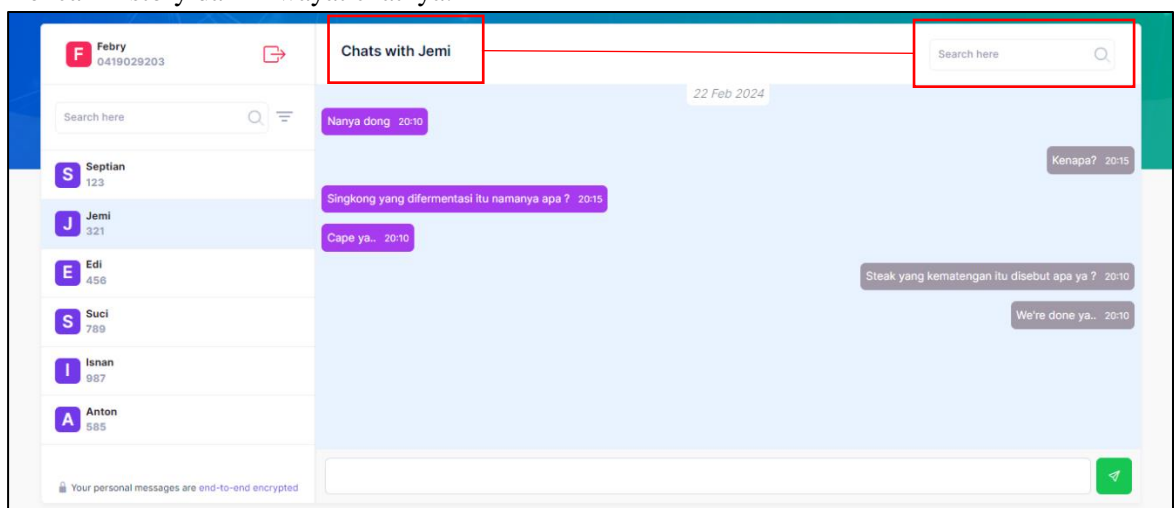 F
Febry
0419029203
Chats with Jemi
Search here
Search here
S
Septian
123
J
Jemi
321
E
Edi
456
S
Suci
789
I
Isnan
987
A
Anton
585
Your personal messages are end-to-end encrypted
22 Feb 2024
Nanya dong 20:10
Kenapa? 20:15
Singkong yang difermentasi itu namanya apa ? 20:15
Cape ya.. 20:10
Steak yang kematengan itu disebut apa ya ? 20:10
We're done ya.. 20:10